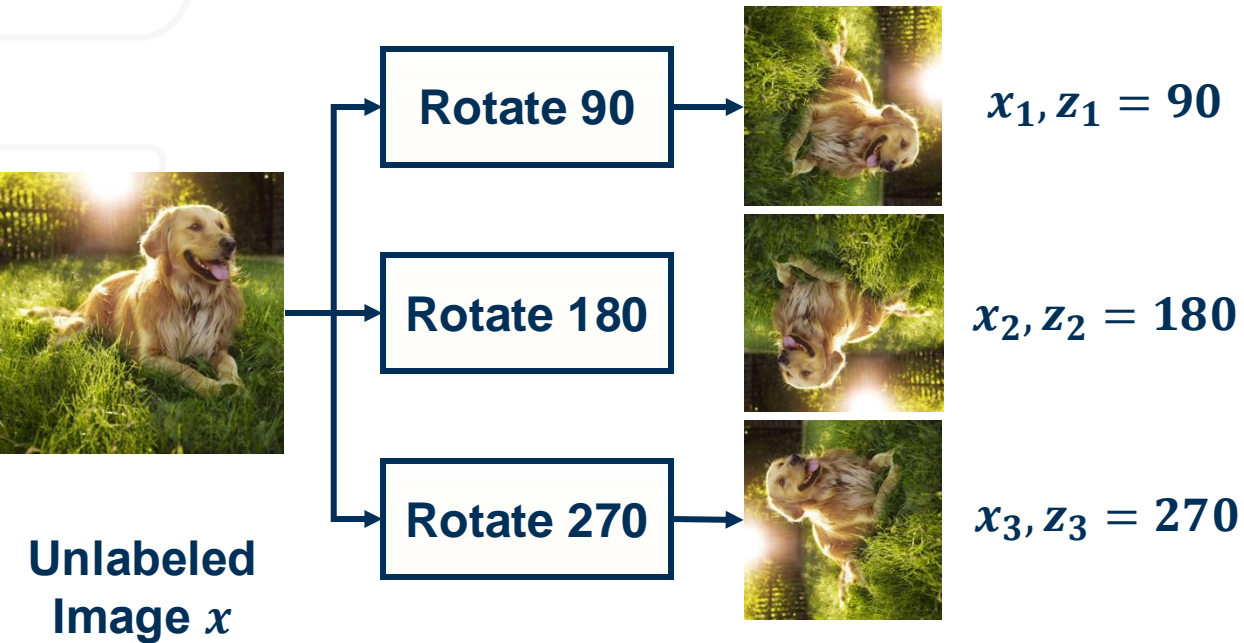 Rotate 90
x₁, z₁ = 90
Rotate 180
x₂, z₂ = 180
Rotate 270
x₃, z₃ = 270
Unlabeled
Image x